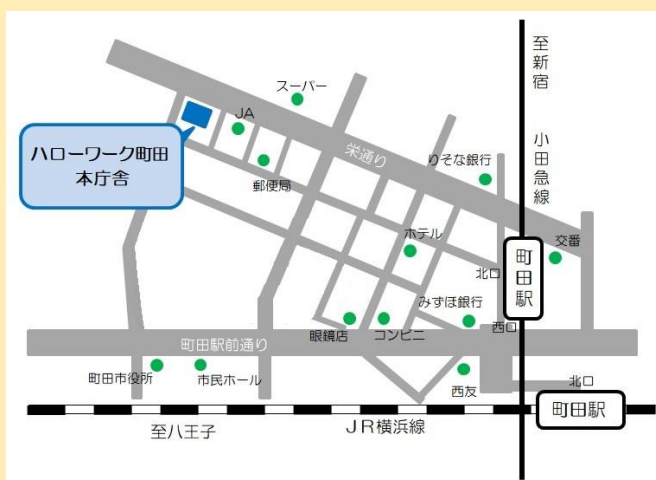 至新宿
小田急線
スーパー
JA
ハローワーク町田
本庁舎
栄通り
りそな銀行
郵便局
ホテル
交番
北口
町田駅
みずほ銀行
西口
眼鏡店
コンビニ
町田駅前通り
町田市役所
市民ホール
西友
北口
町田駅
至八王子
JR横浜線